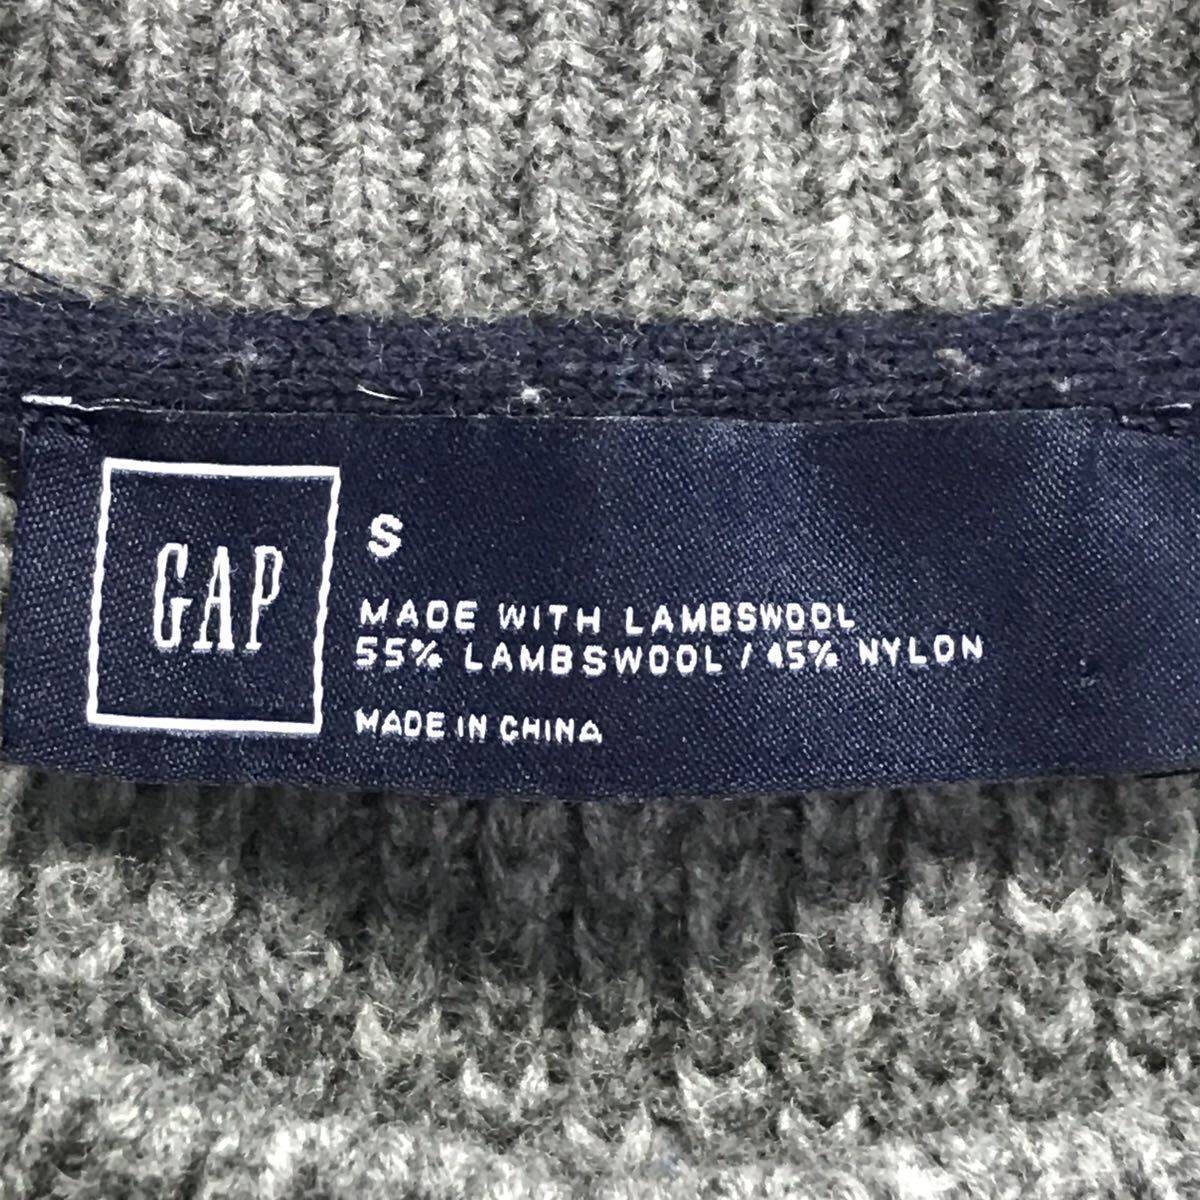 GAP
S
MADE WITH LAMBSWOOL
55% LAMBSWOOL / 45% NYLON
MADE IN CHINA